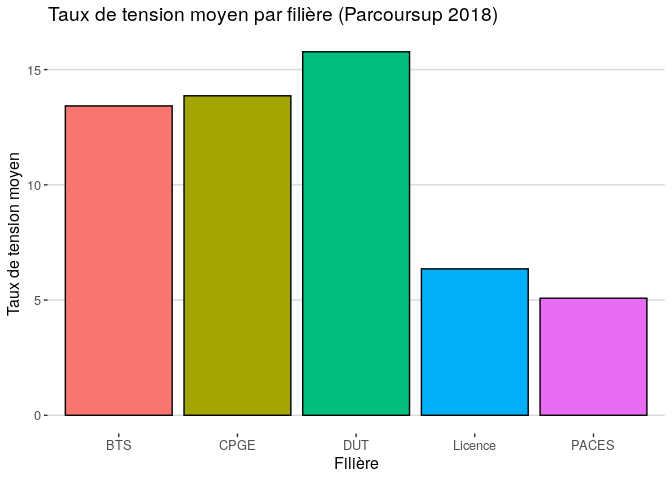 Taux de tension moyen par filière (Parcoursup 2018)
Taux de tension moyen
15
10
5
0
BTS CPGE DUT Licence PACES
Filière